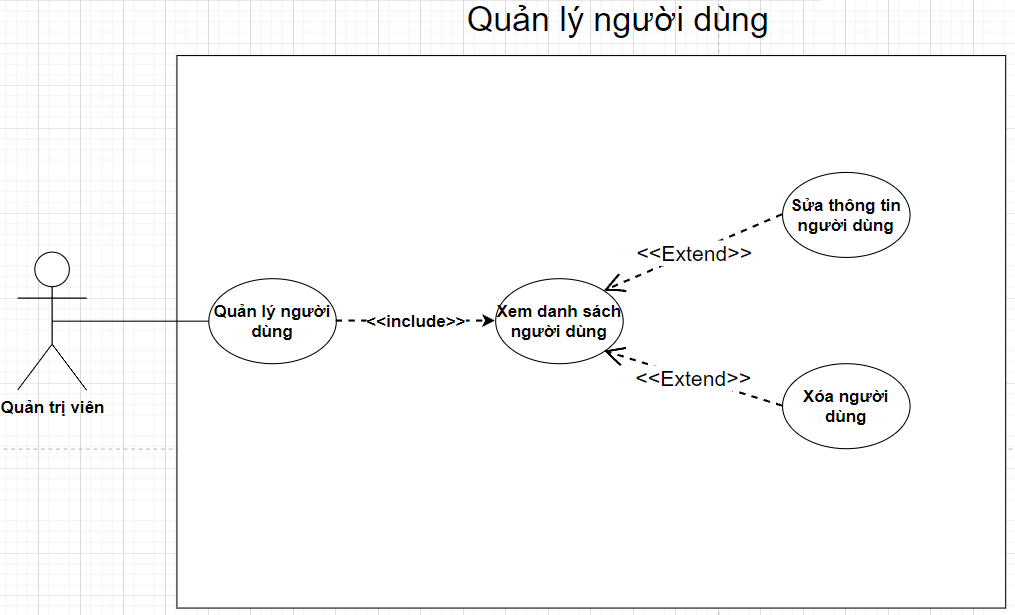 Quản lý người dùng
Sửa thông tin
người dùng
<<Extend>>
Quản lý người
dùng
<<include>>
Xem danh sách
người dùng
<<Extend>>
Xóa người
dùng
Quản trị viên